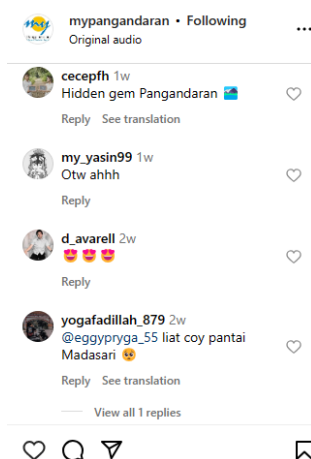 mypangandaran • Following
Original audio
cecepfh 1w
Hidden gem Pangandaran 🏞️
Reply See translation
my_yasin99 1w
Otw ahhh
Reply
d_avarell 2w
😍😍😍
Reply
yogafadillah_879 2w
@eggypryga_55 liat coy pantai
Madasari 🥺
Reply See translation
View all 1 replies